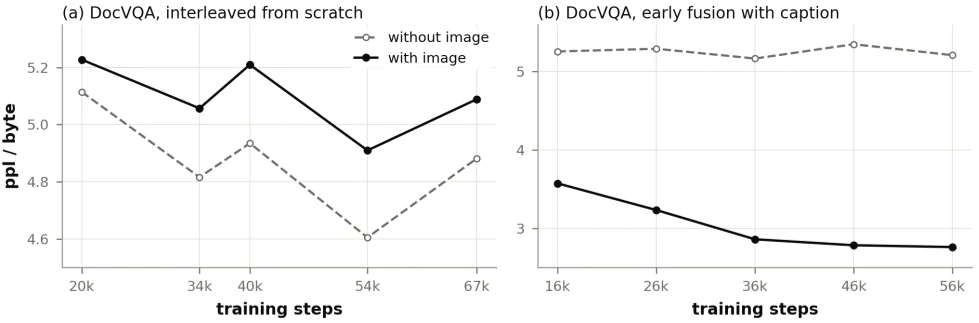 (a) DocVQA, interleaved from scratch
without image
with image
ppl / byte
5.2
5.0
4.8
4.6
20k 34k 40k 54k 67k
training steps
(b) DocVQA, early fusion with caption
5
4
3
16k 26k 36k 46k 56k
training steps